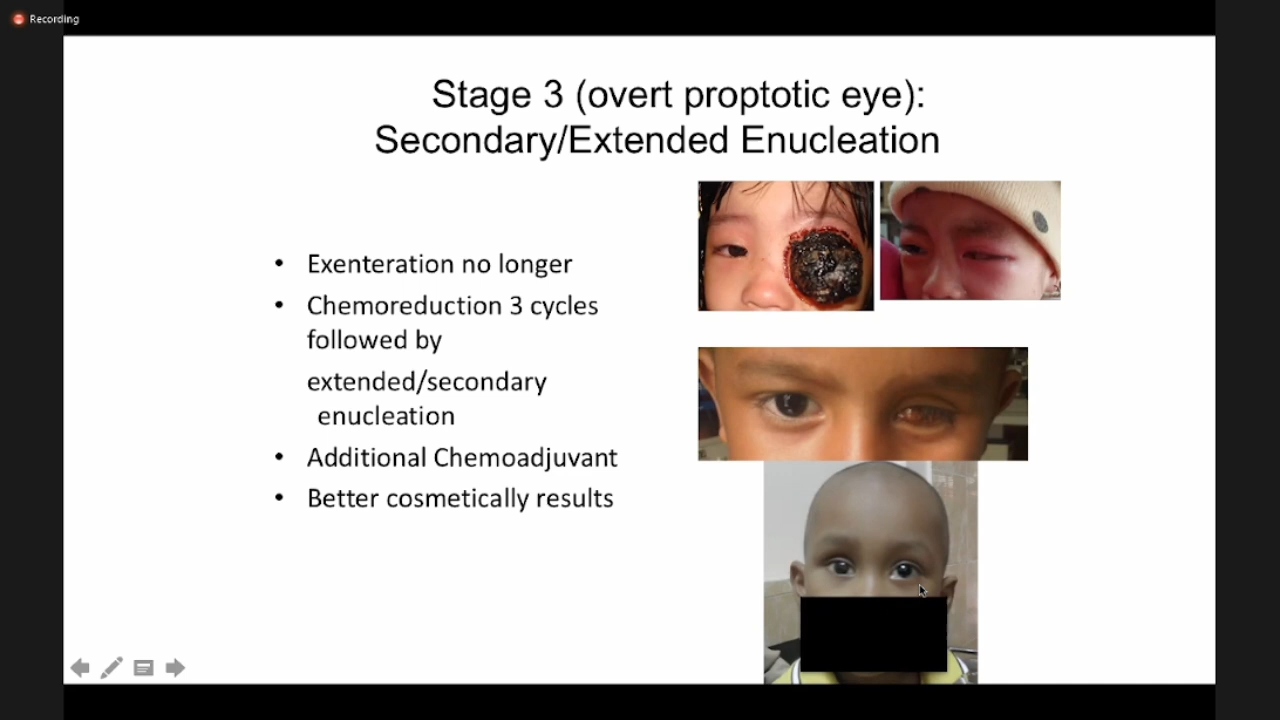 Recording
Stage 3 (overt proptotic eye):
Secondary/Extended Enucleation
• Exenteration no longer
• Chemoreduction 3 cycles
followed by
extended/secondary
enucleation
• Additional Chemoadjuvant
• Better cosmetically results